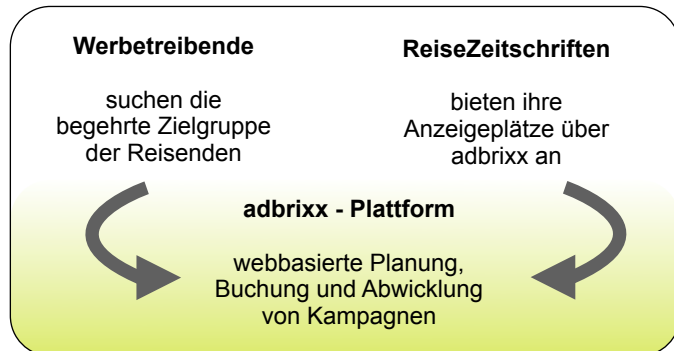 Werbetreibende
suchen die
begehrte Zielgruppe
der Reisenden
ReiseZeitschriften
bieten ihre
Anzeigeplätze über
adbrixx an
adbrixx - Plattform
webbasierte Planung,
Buchung und Abwicklung
von Kampagnen